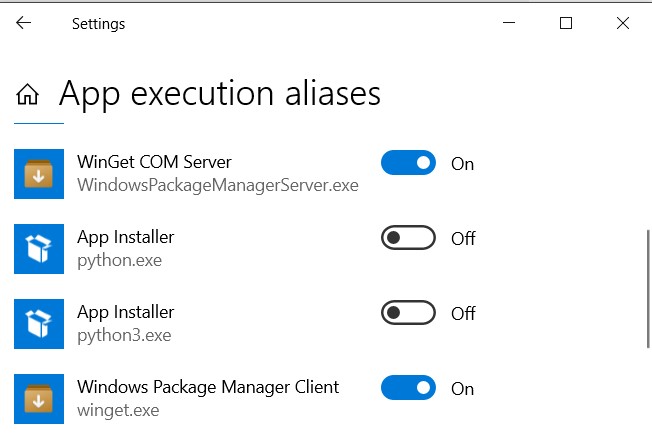 Settings
App execution aliases
WinGet COM Server
On
WindowsPackageManagerServer.exe
App Installer
Off
python.exe
App Installer
Off
python3.exe
Windows Package Manager Client
On
winget.exe